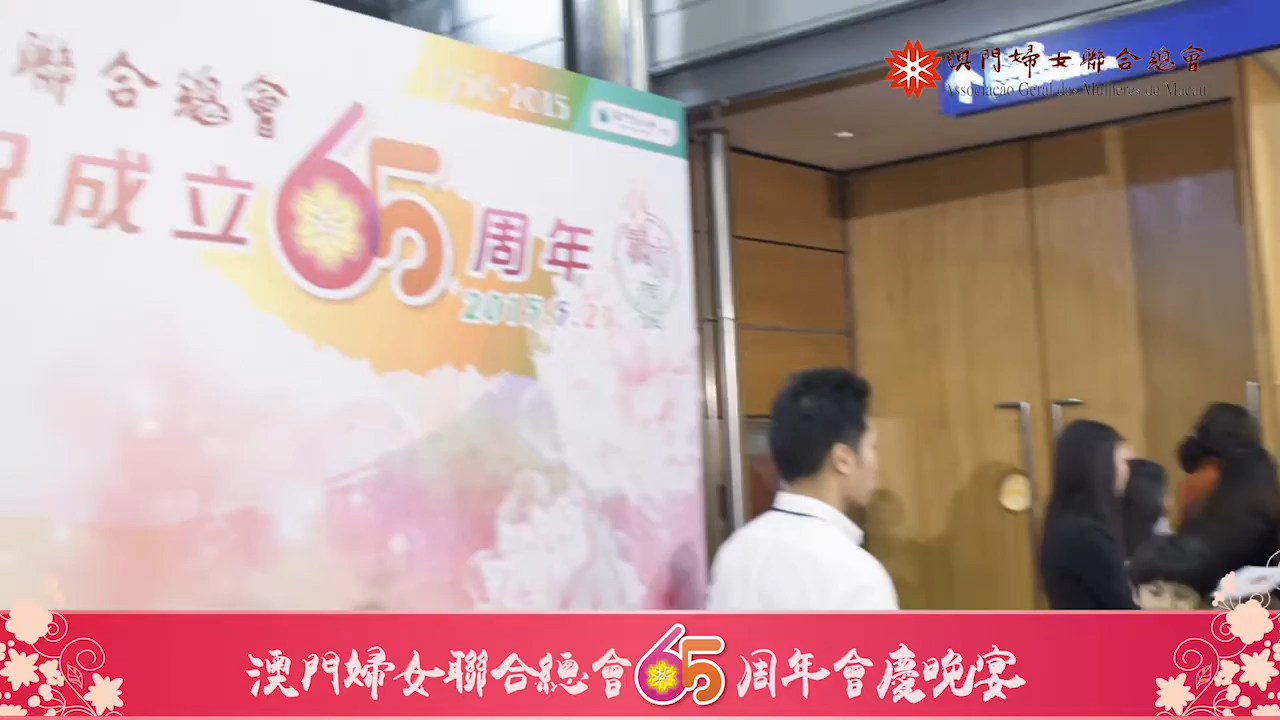 澳門婦女聯合總會
Associação Geral das Mulheres de Macau
聯合總會
1950-2015
祝成立65周年
2015.5.21.
澳門婦女聯合總會65周年會慶晚宴